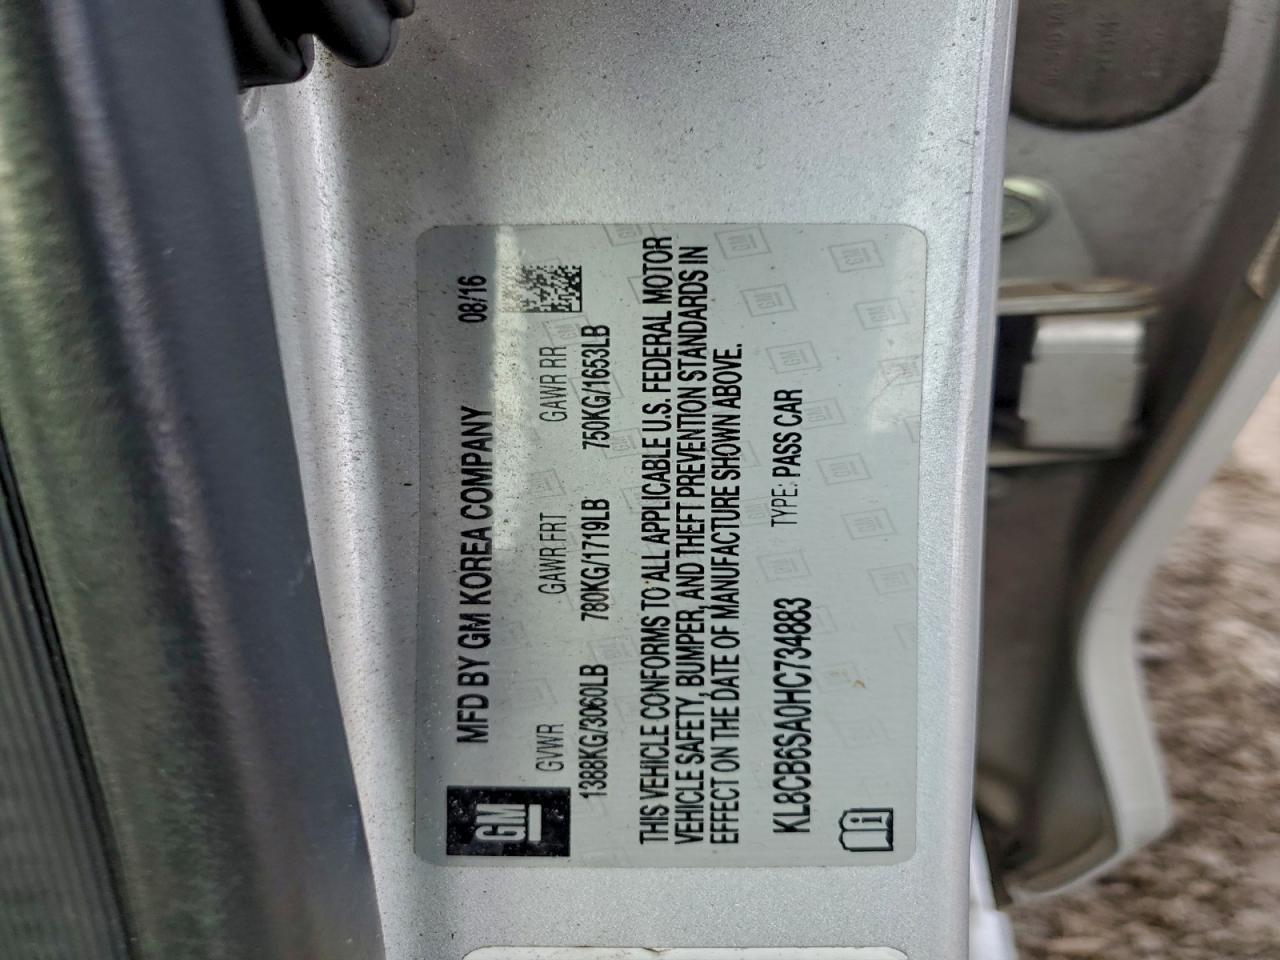 GM
MFD BY GM KOREA COMPANY 08/16
GVWR GAWR FRT GAWR RR
1388KG/3060LB 780KG/1719LB 750KG/1653LB
THIS VEHICLE CONFORMS TO ALL APPLICABLE U.S. FEDERAL MOTOR
VEHICLE SAFETY, BUMPER, AND THEFT PREVENTION STANDARDS IN
EFFECT ON THE DATE OF MANUFACTURE SHOWN ABOVE.
KL8CB6SA0HC734883 TYPE: PASS CAR